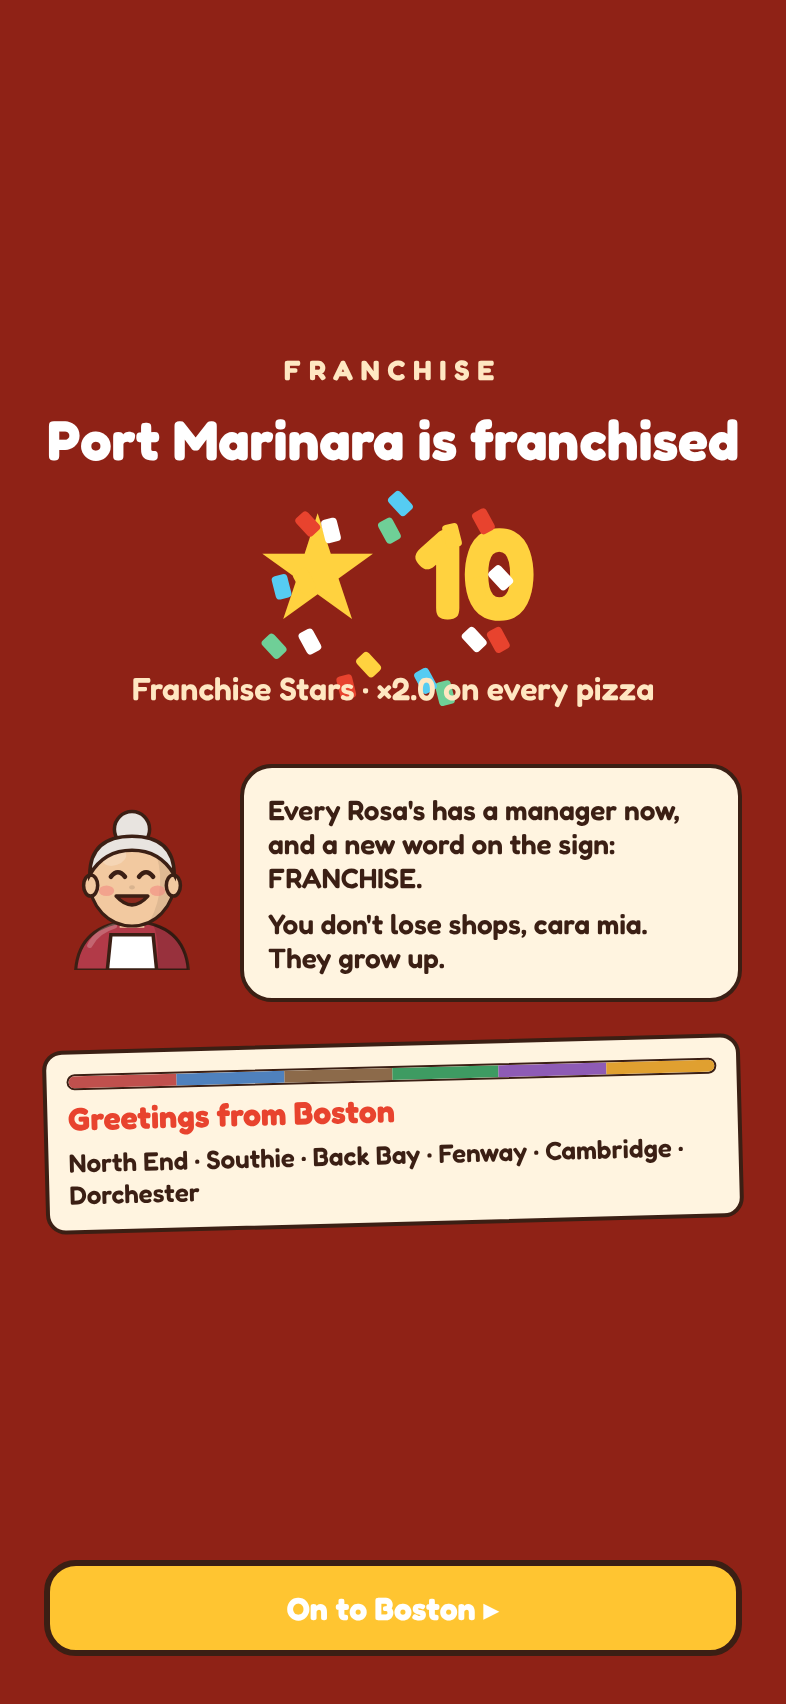 FRANCHISE
Port Marinara is franchised
★ 10
Franchise Stars · x2.0 on every pizza
Every Rosa's has a manager now,
and a new word on the sign:
FRANCHISE.
You don't lose shops, cara mia.
They grow up.
Greetings from Boston
North End · Southie · Back Bay · Fenway · Cambridge ·
Dorchester
On to Boston ▸